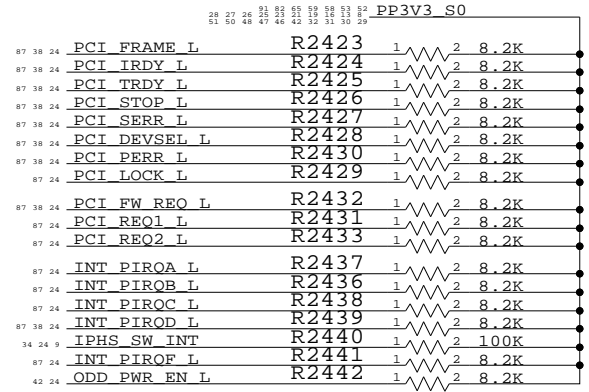 91 82 65 59 58 53 52
28 27 26 25 23 21 19 16 13 8 PP3V3_S0
51 50 48 47 46 42 32 31 30 29
87 38 24 PCI_FRAME_L R2423 1 2 8.2K
87 38 24 PCI_IRDY_L R2424 1 2 8.2K
87 38 24 PCI_TRDY_L R2425 1 2 8.2K
87 38 24 PCI_STOP_L R2426 1 2 8.2K
87 38 24 PCI_SERR_L R2427 1 2 8.2K
87 38 24 PCI_DEVSEL_L R2428 1 2 8.2K
87 38 24 PCI_PERR_L R2430 1 2 8.2K
87 24 PCI_LOCK_L R2429 1 2 8.2K
87 38 24 PCI_FW_REQ_L R2432 1 2 8.2K
87 24 PCI_REQ1_L R2431 1 2 8.2K
87 24 PCI_REQ2_L R2433 1 2 8.2K
87 24 INT_PIRQA_L R2437 1 2 8.2K
87 24 INT_PIRQB_L R2436 1 2 8.2K
87 24 INT_PIRQC_L R2438 1 2 8.2K
87 38 24 INT_PIRQD_L R2439 1 2 8.2K
34 24 9 IPHS_SW_INT R2440 1 2 100K
87 24 INT_PIRQF_L R2441 1 2 8.2K
42 24 ODD_PWR_EN_L R2442 1 2 8.2K